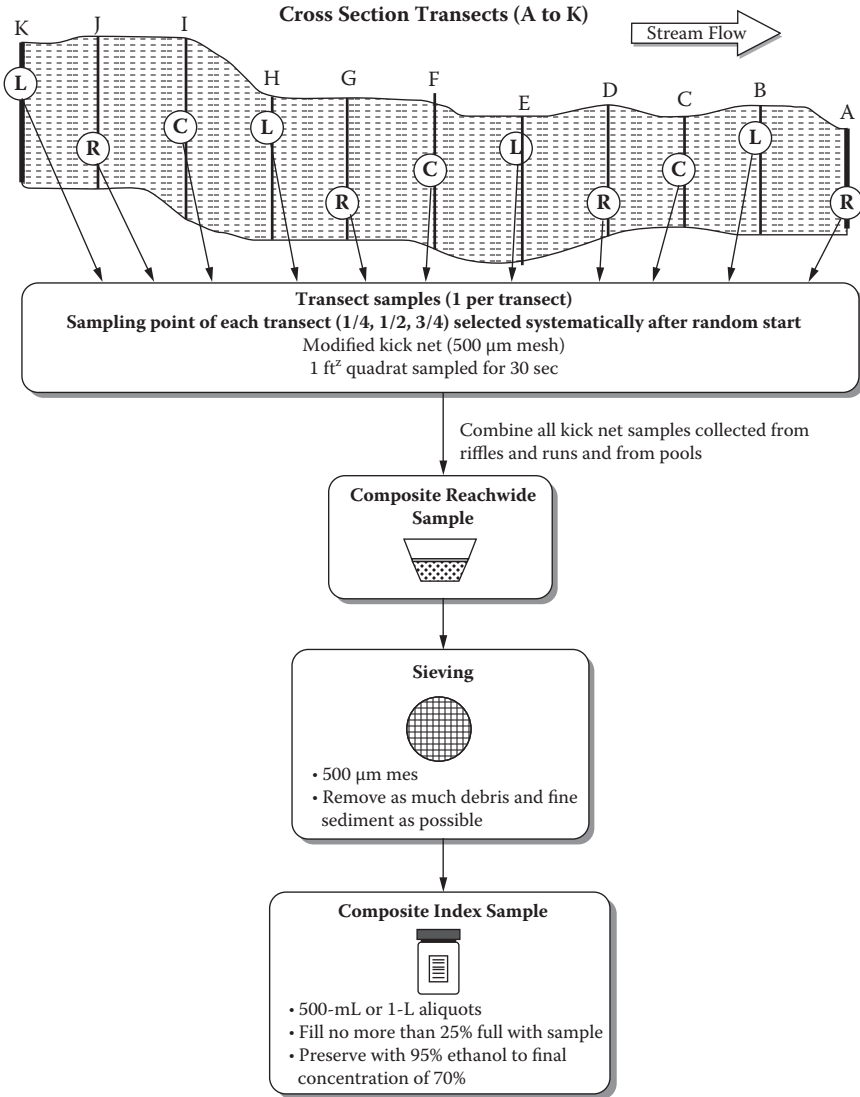 Cross Section Transects (A to K)
Stream Flow
K
J
I
H
G
F
E
D
C
B
A
L
R
C
L
R
C
L
R
C
L
R
Transect samples (1 per transect)
Sampling point of each transect (1/4, 1/2, 3/4) selected systematically after random start
Modified kick net (500 µm mesh)
1 ftᶻ quadrat sampled for 30 sec
Combine all kick net samples collected from
riffles and runs and from pools
Composite Reachwide
Sample
Sieving
• 500 µm mes
• Remove as much debris and fine
sediment as possible
Composite Index Sample
• 500-mL or 1-L aliquots
• Fill no more than 25% full with sample
• Preserve with 95% ethanol to final
concentration of 70%